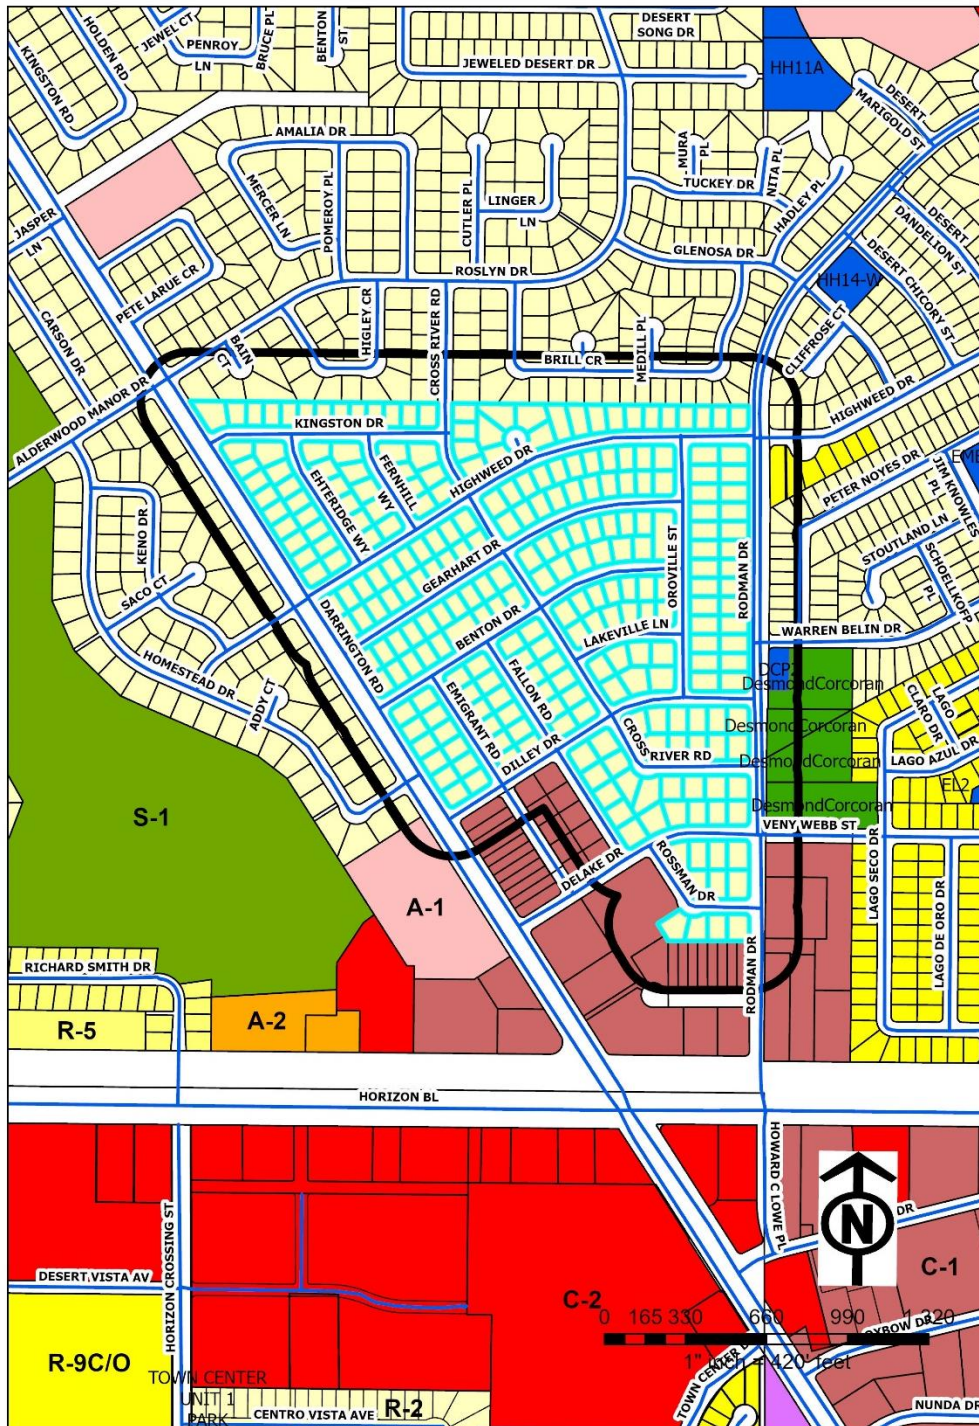 DESERT
SONG DR
JEWEL CT
PENROY
LN
BRUCE PL
BENTON
ST
HOLDEN RD
KINGSTON RD
JEWELED DESERT DR
HH11A
DESERT
MARIGOLD ST
AMALIA DR
MERCER LN
POMEROY PL
CUTLER PL
LINGER
LN
MURA
PL
TUCKEY DR
NITA PL
HADLEY PL
DESERT
DANDELION ST
JASPER
LN
PETE LARUE CR
ROSLYN DR
GLENOSA DR
HH14-W
DESERT CHICORY ST
CLIFFROSE CT
CARSON DR
BAIN
CT
HIGLEY CR
CROSS RIVER RD
BRILL CR
MEDILL PL
ALDERWOOD MANOR DR
HIGHWEED DR
KINGSTON DR
EHTERIDGE WY
FERNHILL
WY
HIGHWEED DR
PETER NOYES DR
JIM KNOWLES
PL
STOUTLAND LN
SCHOELLKOPF
PL
KENO DR
SACO CT
GEARHART DR
OROVILLE ST
RODMAN DR
DARRINGTON RD
BENTON DR
LAKEVILLE LN
WARREN BELIN DR
HOMESTEAD DR
ADDY CT
EMIGRANT RD
FALLON RD
DesmondCorcoran
DesmondCorcoran
DesmondCorcoran
DesmondCorcoran
LAGO
CLARO DR
LAGO AZUL DR
EL2
DILLEY DR
CROSS
RIVER RD
VENY WEBB ST
S-1
DELAKE DR
ROSSMAN DR
A-1
LAGO SECO DR
LAGO DE ORO DR
RODMAN DR
RICHARD SMITH DR
R-5
A-2
HORIZON BL
HOWARD C LOWE PL
N
DR
C-1
HORIZON CROSSING ST
DESERT VISTA AV
C-2
0 165 330 660 990 1,320
1" inch = 420' feet
OXBOW DR
R-9C/O
TOWN CENTER
UNIT 1
PARK
R-2
CENTRO VISTA AVE
TOWN CENTER
NUNDA DR